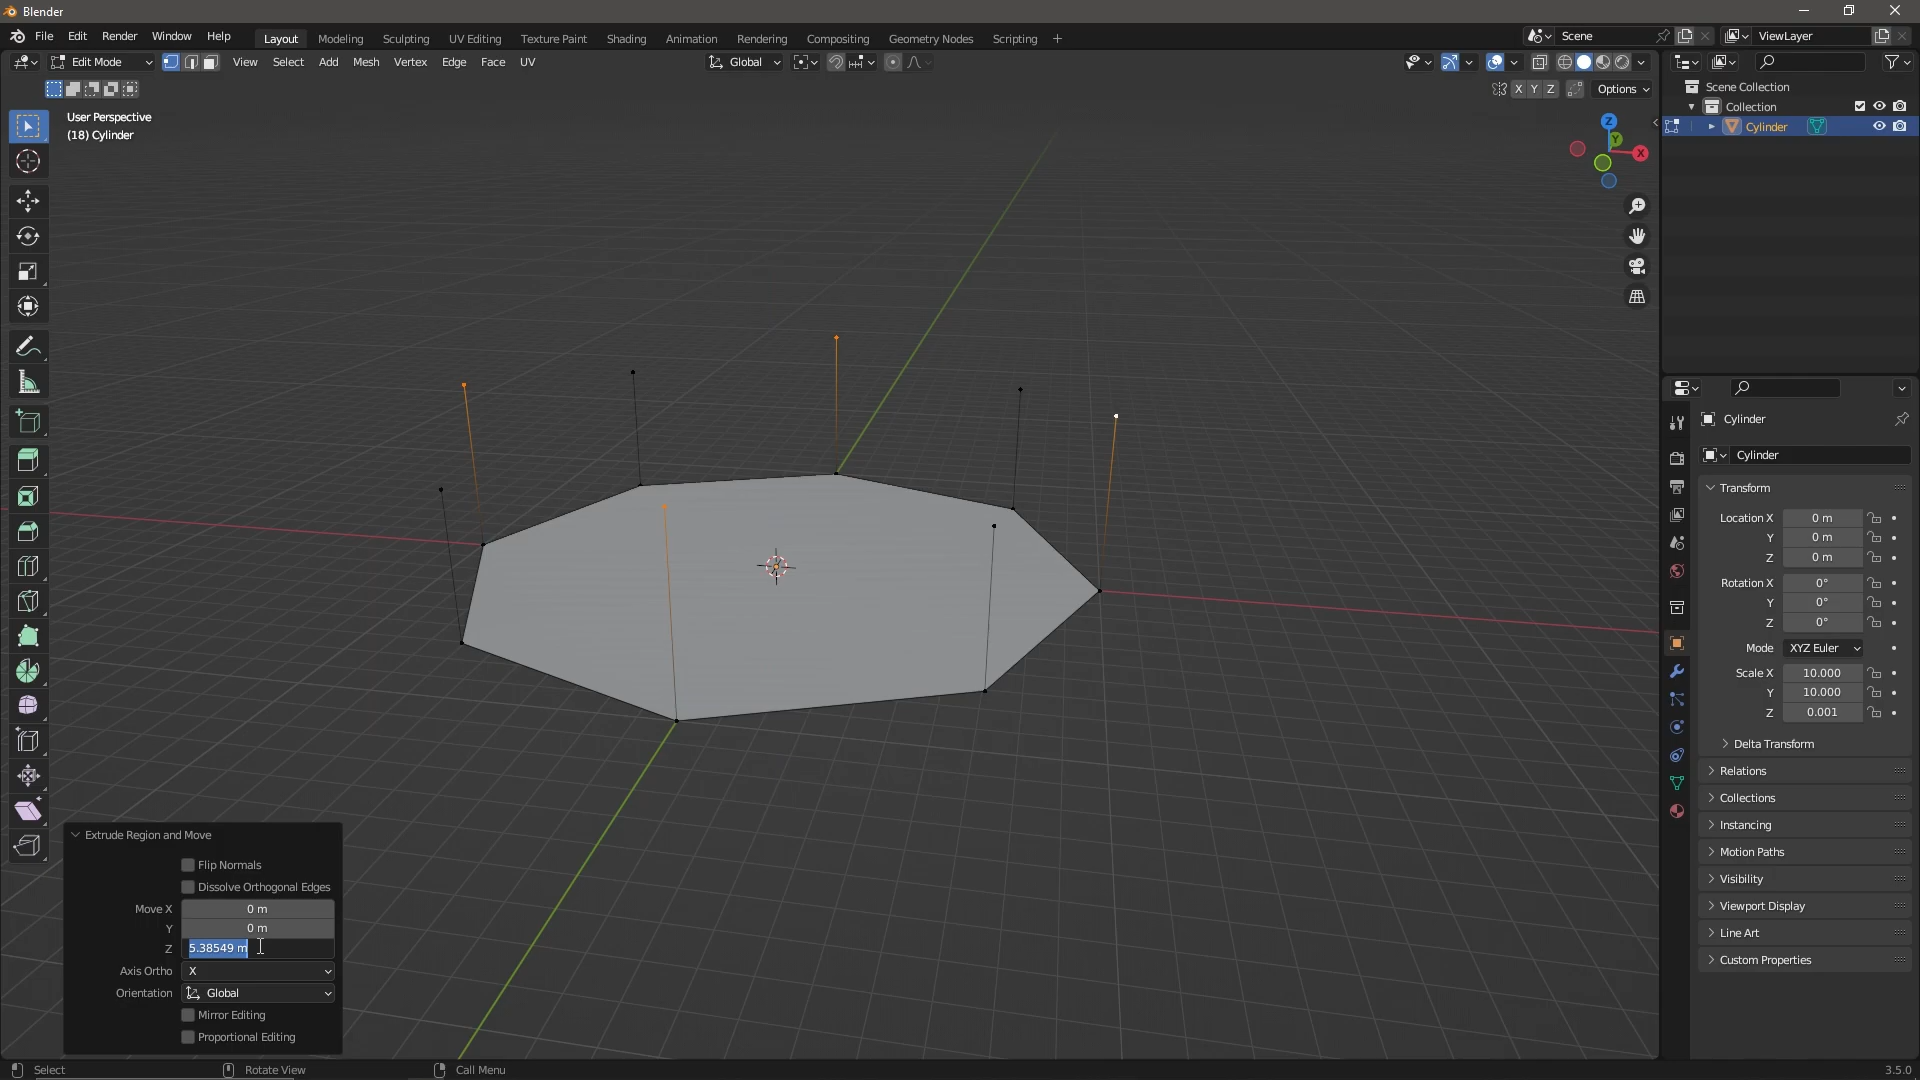 Blender
File Edit Render Window Help
Layout Modeling Sculpting UV Editing Texture Paint Shading Animation Rendering Compositing Geometry Nodes Scripting +
Scene
ViewLayer
Edit Mode
View Select Add Mesh Vertex Edge Face UV
Global
X Y Z
Options
User Perspective
(18) Cylinder
Z
Y
X
Scene Collection
Collection
Cylinder
Cylinder
Cylinder
Transform
Location X 0 m
Y 0 m
Z 0 m
Rotation X 0°
Y 0°
Z 0°
Mode XYZ Euler
Scale X 10.000
Y 10.000
Z 0.001
Delta Transform
Relations
Collections
Instancing
Motion Paths
Visibility
Viewport Display
Line Art
Custom Properties
Extrude Region and Move
Flip Normals
Dissolve Orthogonal Edges
Move X 0 m
Y 0 m
Z 5.38549 m
Axis Ortho X
Orientation Global
Mirror Editing
Proportional Editing
Select
Rotate View
Call Menu
3.5.0